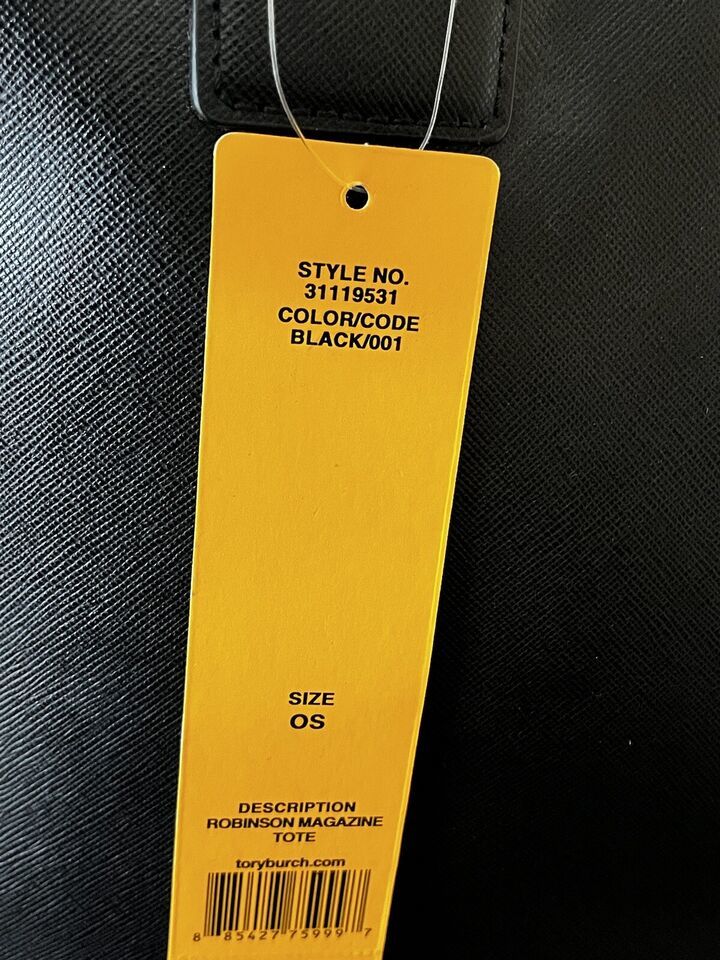 STYLE NO.
31119531
COLOR/CODE
BLACK/001
SIZE
OS
DESCRIPTION
ROBINSON MAGAZINE
TOTE
toryburch.com
8 85427 75999 7